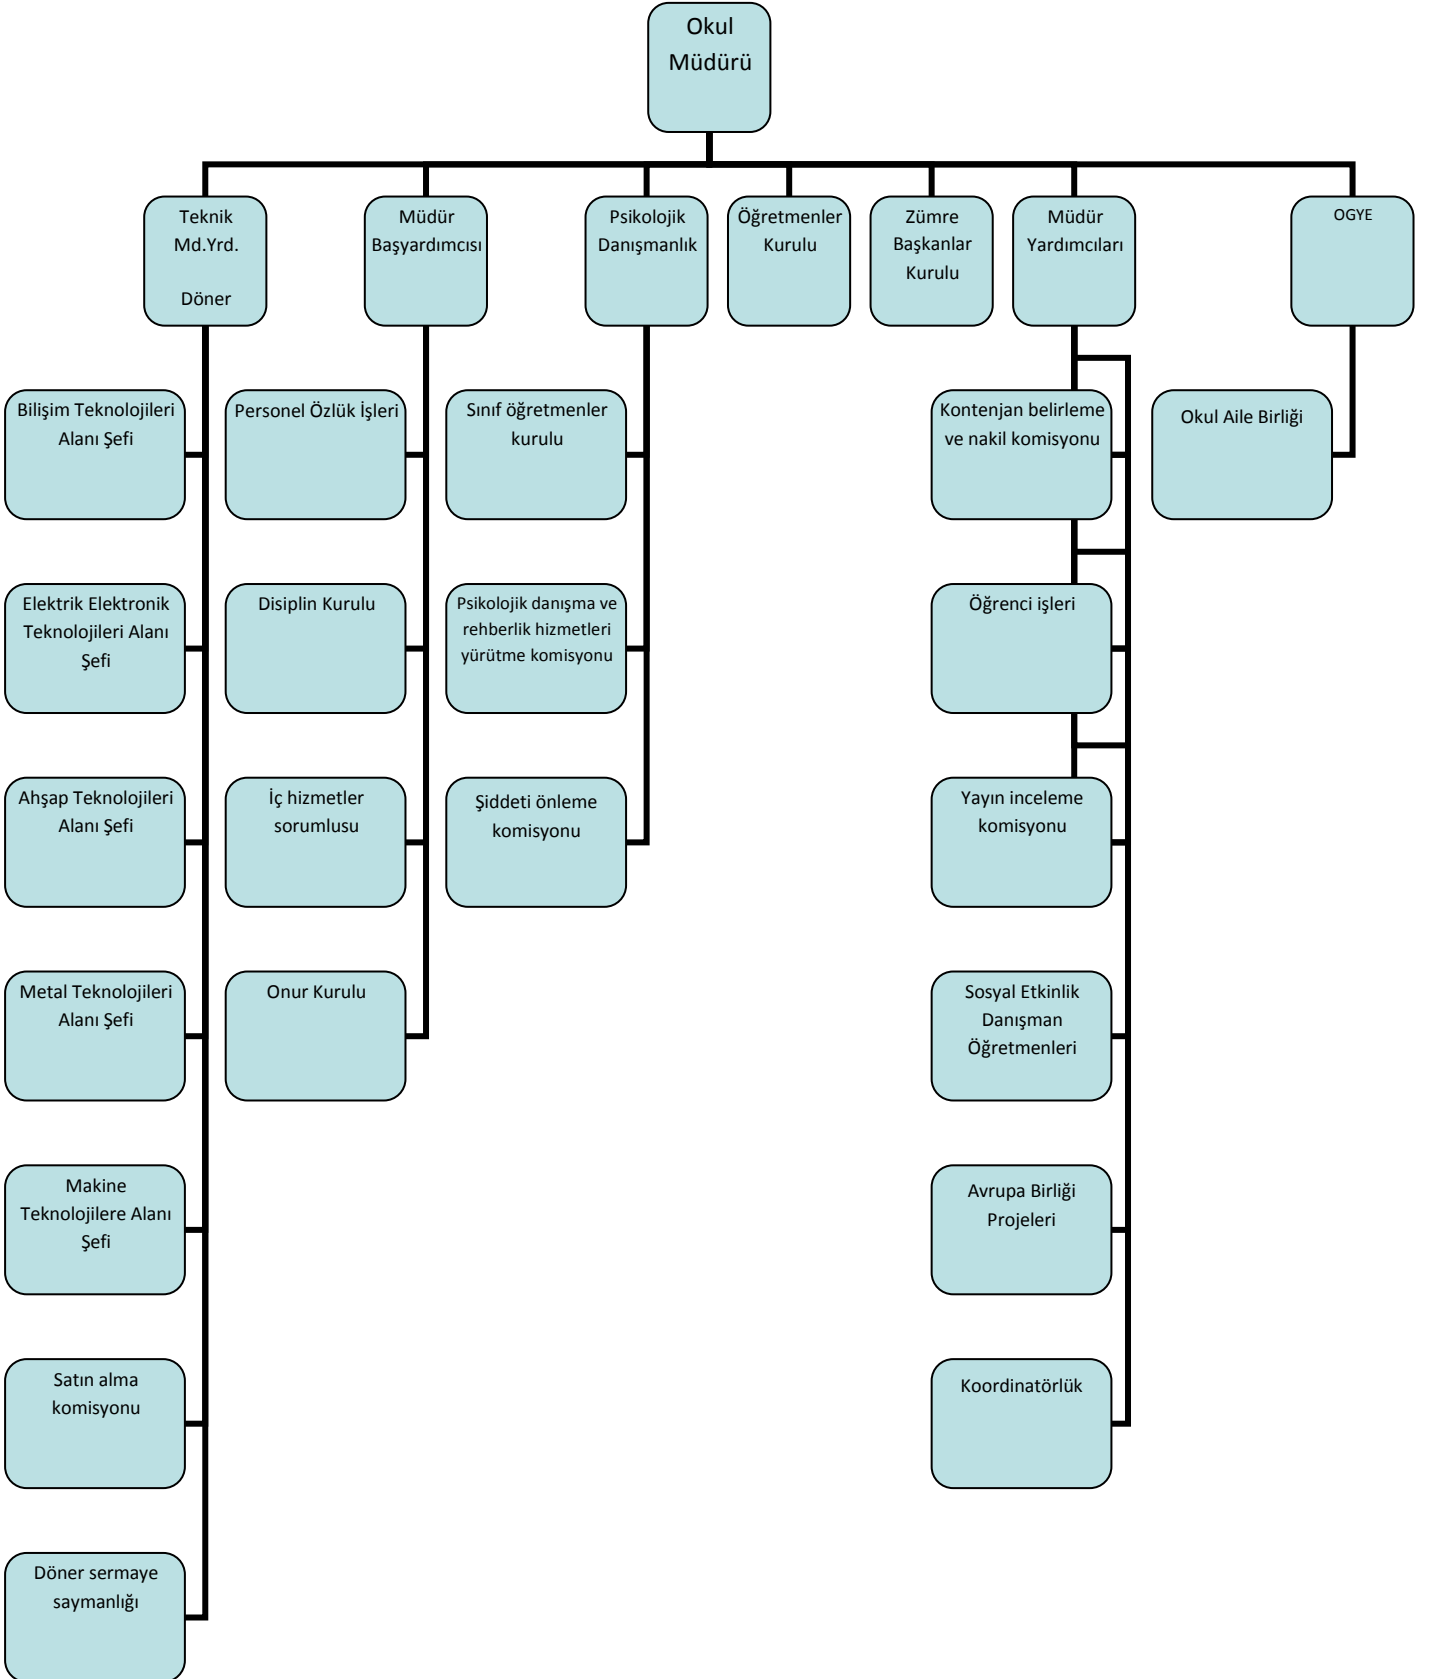 Okul
Müdürü
Teknik
Md.Yrd.
Döner
Müdür
Başyardımcısı
Psikolojik
Danışmanlık
Öğretmenler
Kurulu
Zümre
Başkanlar
Kurulu
Müdür
Yardımcıları
OGYE
Bilişim Teknolojileri
Alanı Şefi
Personel Özlük İşleri
Sınıf öğretmenler
kurulu
Kontenjan belirleme
ve nakil komisyonu
Okul Aile Birliği
Elektrik Elektronik
Teknolojileri Alanı
Şefi
Disiplin Kurulu
Psikolojik danışma ve
rehberlik hizmetleri
yürütme komisyonu
Öğrenci işleri
Ahşap Teknolojileri
Alanı Şefi
İç hizmetler
sorumlusu
Şiddeti önleme
komisyonu
Yayın inceleme
komisyonu
Metal Teknolojileri
Alanı Şefi
Onur Kurulu
Sosyal Etkinlik
Danışman
Öğretmenleri
Makine
Teknolojilere Alanı
Şefi
Avrupa Birliği
Projeleri
Satın alma
komisyonu
Koordinatörlük
Döner sermaye
saymanlığı